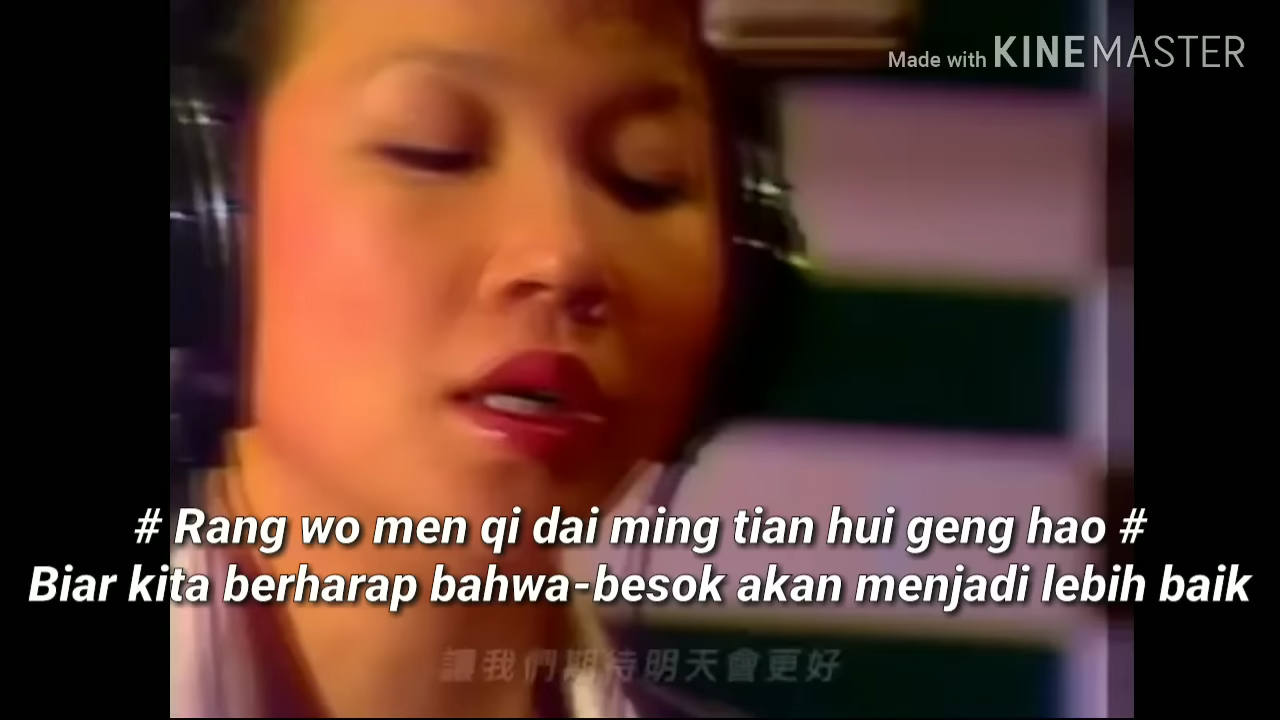 Made with KINEMASTER
# Rang wo men qi dai ming tian hui geng hao #
Biar kita berharap bahwa-besok akan menjadi lebih baik
讓我們期待明天會更好